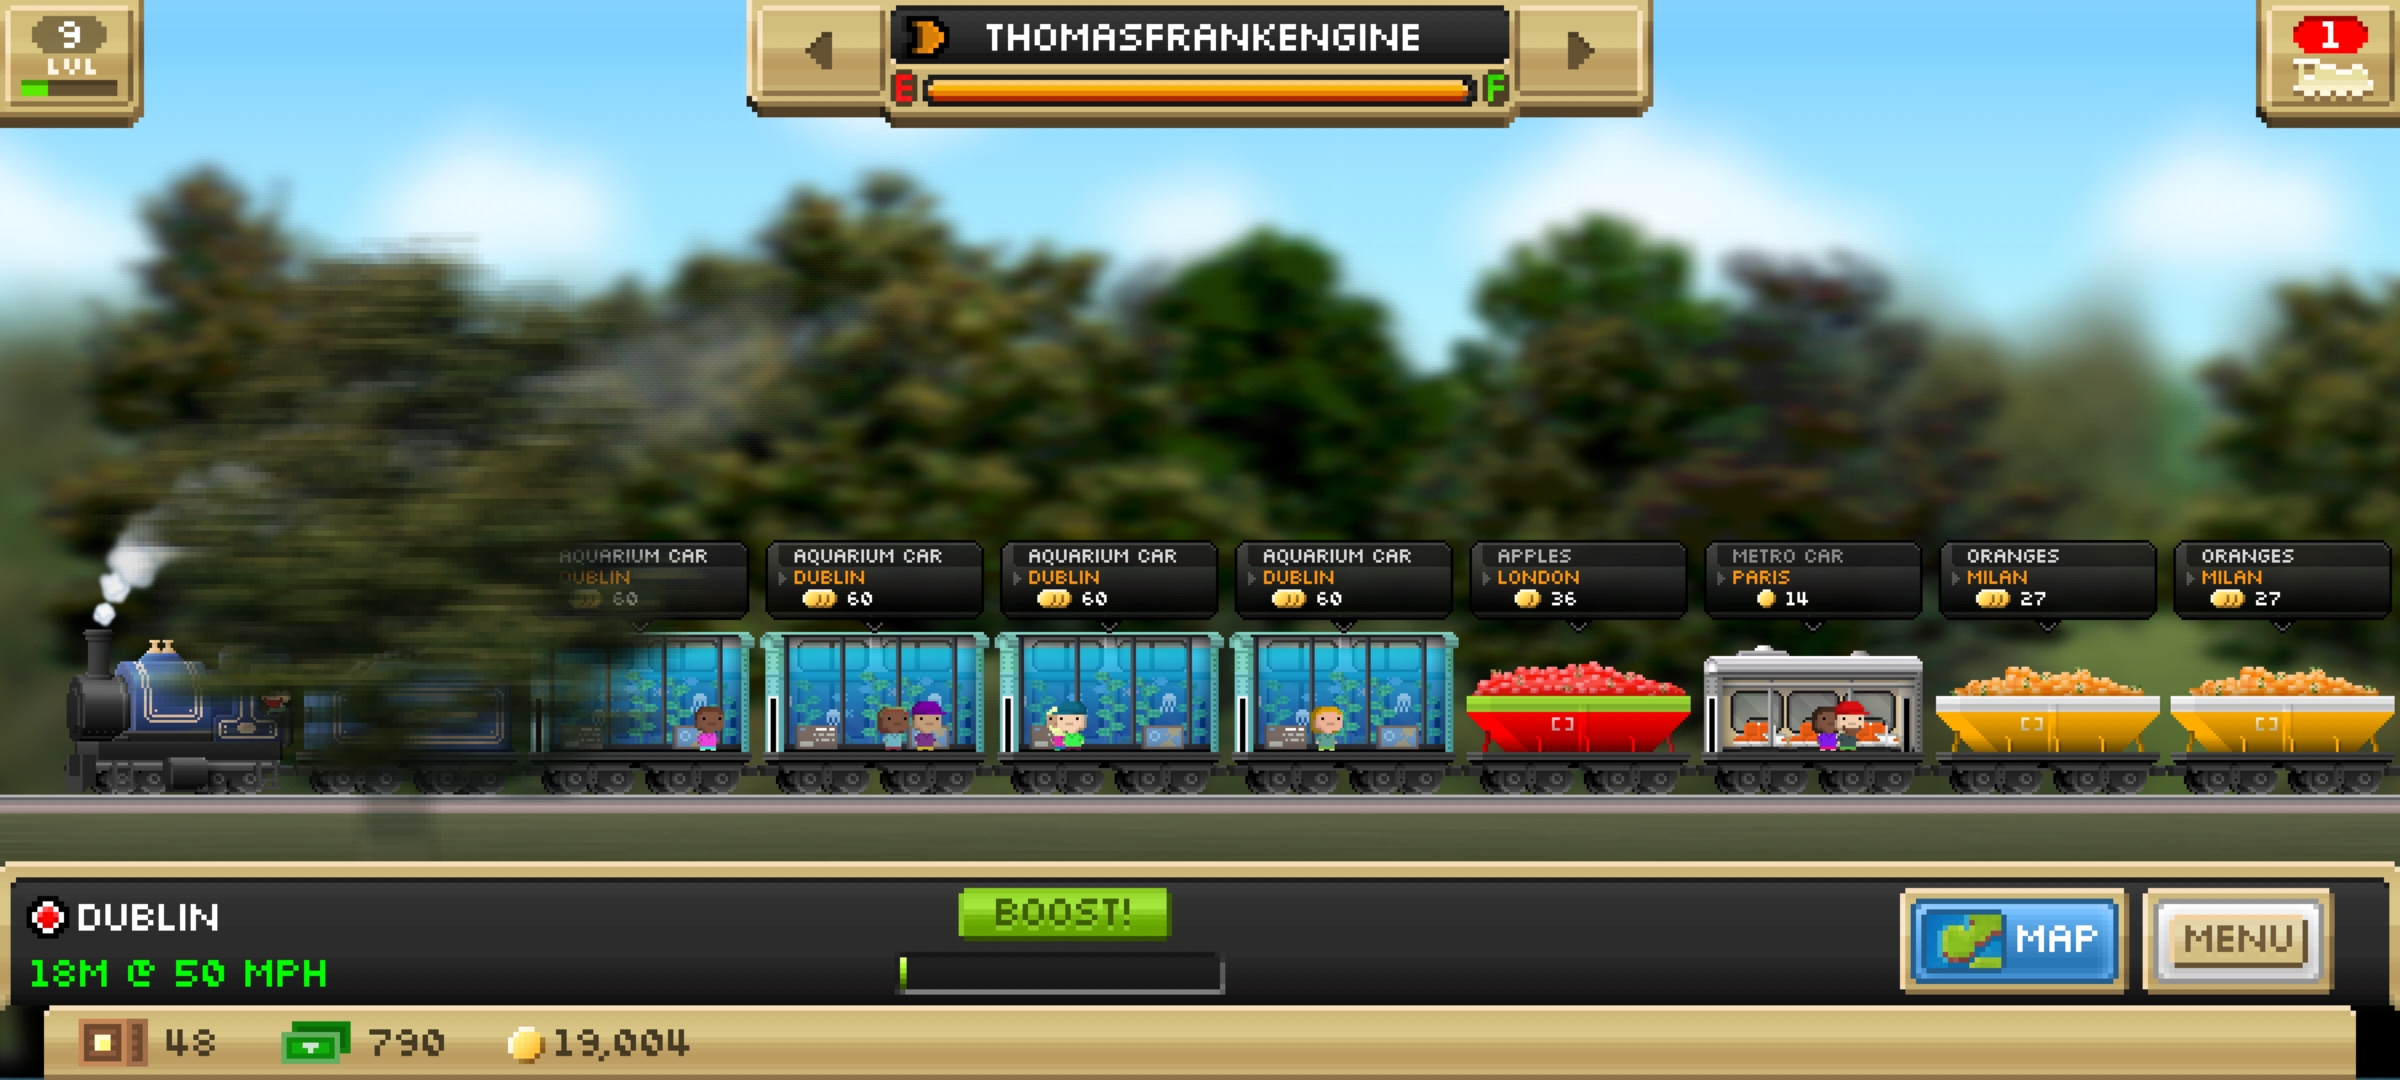 9
LVL
THOMASFRANKENGINE
E F
1
AQUARIUM CAR
DUBLIN
60
AQUARIUM CAR
DUBLIN
60
AQUARIUM CAR
DUBLIN
60
AQUARIUM CAR
DUBLIN
60
APPLES
LONDON
36
METRO CAR
PARIS
14
ORANGES
MILAN
27
ORANGES
MILAN
27
DUBLIN
18M @ 50 MPH
BOOST!
MAP
MENU
48
790
19,004